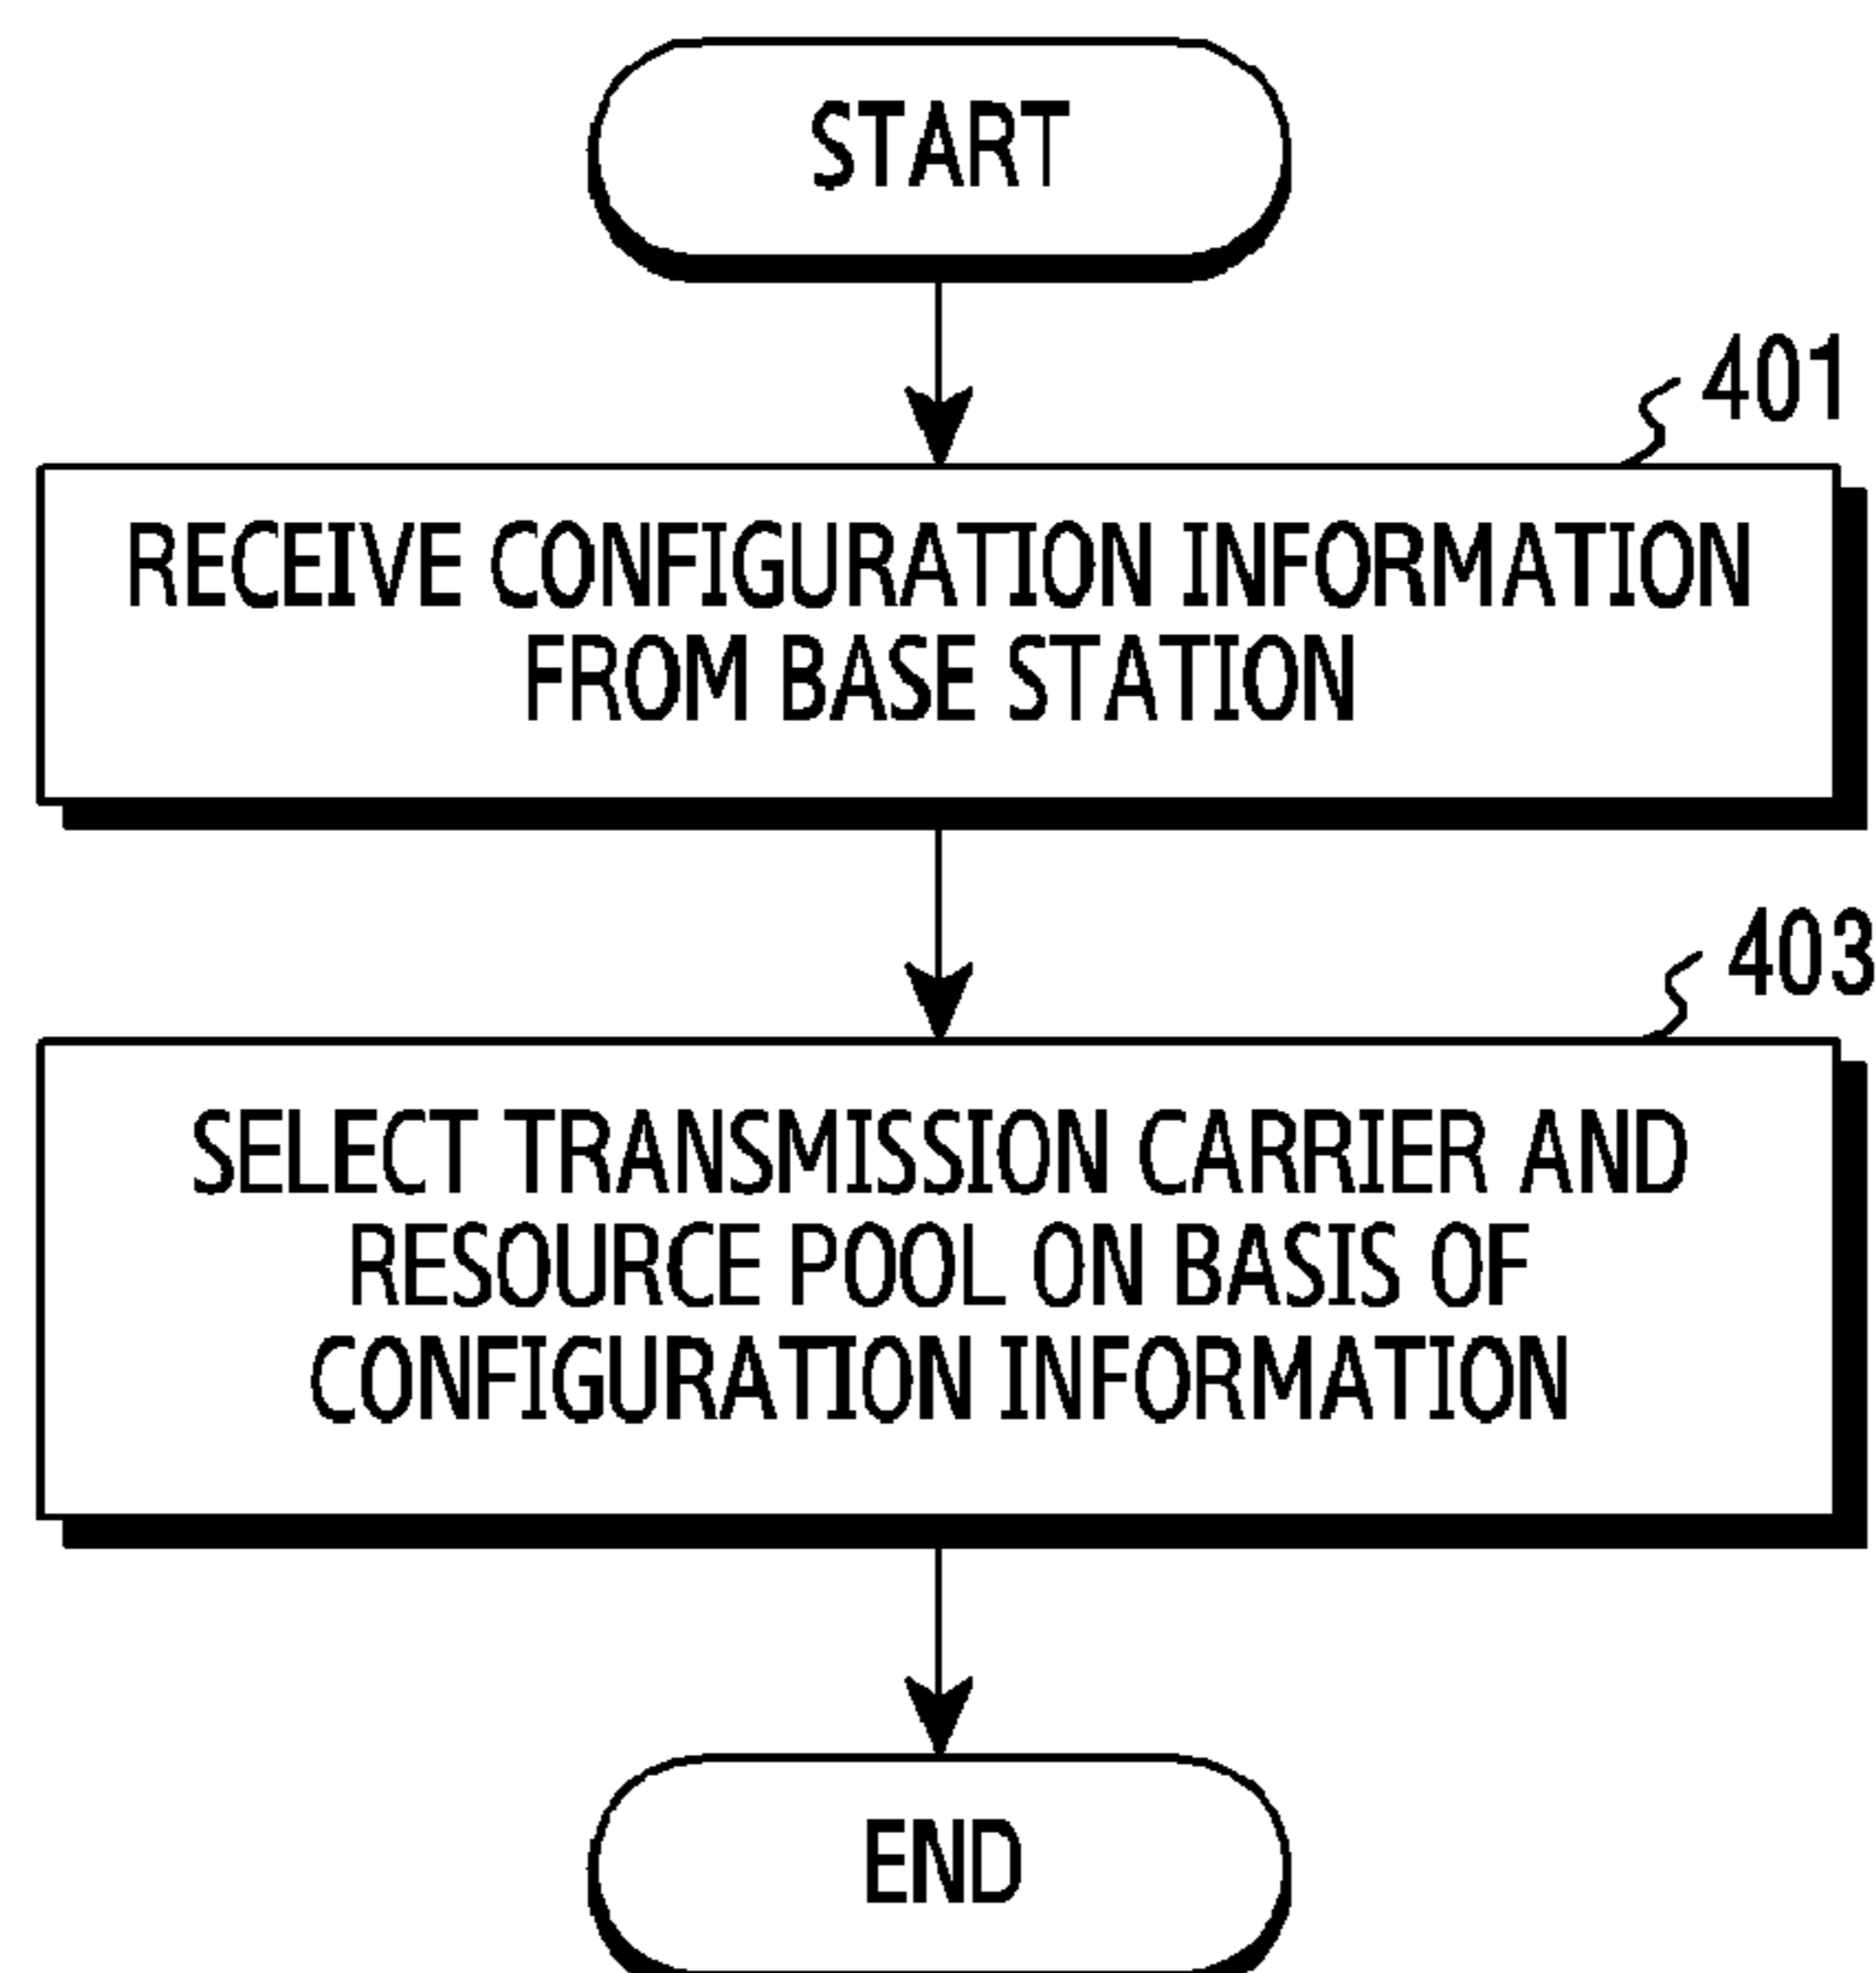 START
401
RECEIVE CONFIGURATION INFORMATION
FROM BASE STATION
403
SELECT TRANSMISSION CARRIER AND
RESOURCE POOL ON BASIS OF
CONFIGURATION INFORMATION
END